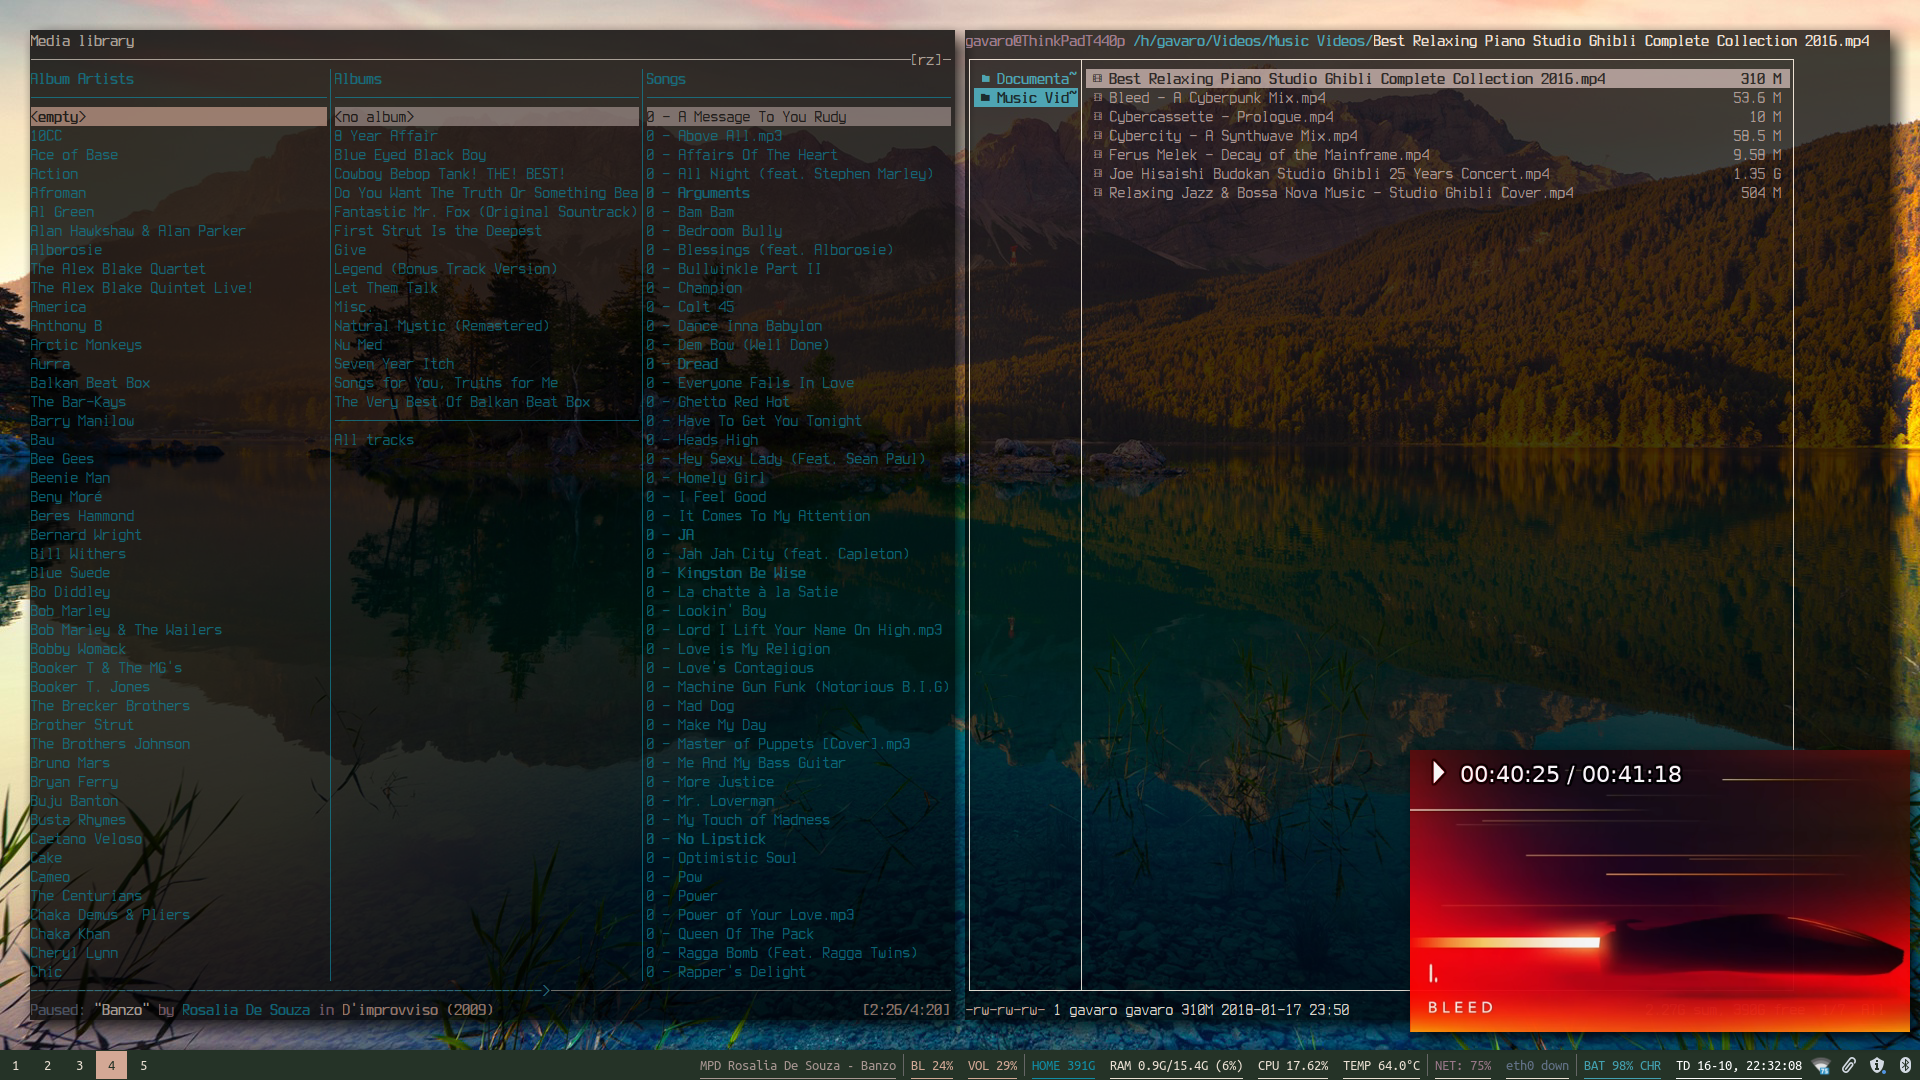 Media library
[rz]
Album Artists
<empty>
10CC
Ace of Base
Action
Afroman
Al Green
Alan Hawkshaw & Alan Parker
Alborosie
The Alex Blake Quartet
The Alex Blake Quintet Live!
America
Anthony B
Arctic Monkeys
Aurra
Balkan Beat Box
The Bar-Kays
Barry Manilow
Bau
Bee Gees
Beenie Man
Beny Moré
Beres Hammond
Bernard Wright
Bill Withers
Blue Swede
Bo Diddley
Bob Marley
Bob Marley & The Wailers
Bobby Womack
Booker T & The MG's
Booker T. Jones
The Brecker Brothers
Brother Strut
The Brothers Johnson
Bruno Mars
Bryan Ferry
Buju Banton
Busta Rhymes
Caetano Veloso
Cake
Cameo
The Centurians
Chaka Demus & Pliers
Chaka Khan
Cheryl Lynn
Chic
Albums
<no album>
8 Year Affair
Blue Eyed Black Boy
Cowboy Bebop Tank! THE! BEST!
Do You Want The Truth Or Something Bea
Fantastic Mr. Fox (Original Sountrack)
First Strut Is the Deepest
Give
Legend (Bonus Track Version)
Let Them Talk
Misc.
Natural Mystic (Remastered)
Nu Med
Seven Year Itch
Songs for You, Truths for Me
The Very Best Of Balkan Beat Box
All tracks
Songs
0 - A Message To You Rudy
0 - Above All.mp3
0 - Affairs Of The Heart
0 - All Night (feat. Stephen Marley)
0 - Arguments
0 - Bam Bam
0 - Bedroom Bully
0 - Blessings (feat. Alborosie)
0 - Bullwinkle Part II
0 - Champion
0 - Colt 45
0 - Dance Inna Babylon
0 - Dem Bow (Well Done)
0 - Dread
0 - Everyone Falls In Love
0 - Ghetto Red Hot
0 - Have To Get You Tonight
0 - Heads High
0 - Hey Sexy Lady (Feat. Sean Paul)
0 - Homely Girl
0 - I Feel Good
0 - It Comes To My Attention
0 - JA
0 - Jah Jah City (feat. Capleton)
0 - Kingston Be Wise
0 - La chatte à la Satie
0 - Lookin' Boy
0 - Lord I Lift Your Name On High.mp3
0 - Love is My Religion
0 - Love's Contagious
0 - Machine Gun Funk (Notorious B.I.G)
0 - Mad Dog
0 - Make My Day
0 - Master of Puppets [Cover].mp3
0 - Me And My Bass Guitar
0 - More Justice
0 - Mr. Loverman
0 - My Touch of Madness
0 - No Lipstick
0 - Optimistic Soul
0 - Pow
0 - Power
0 - Power of Your Love.mp3
0 - Queen Of The Pack
0 - Ragga Bomb (Feat. Ragga Twins)
0 - Rapper's Delight
Paused: "Banzo" by Rosalia De Souza in D'improvviso (2009) [2:26/4:20]
gavaro@ThinkPadT440p /h/gavaro/Videos/Music Videos/Best Relaxing Piano Studio Ghibli Complete Collection 2016.mp4
Documenta~
Music Vid~
Best Relaxing Piano Studio Ghibli Complete Collection 2016.mp4 310 M
Bleed - A Cyberpunk Mix.mp4 53.6 M
Cybercassette - Prologue.mp4 10 M
Cybercity - A Synthwave Mix.mp4 58.5 M
Ferus Melek - Decay of the Mainframe.mp4 9.58 M
Joe Hisaishi Budokan Studio Ghibli 25 Years Concert.mp4 1.35 G
Relaxing Jazz & Bossa Nova Music - Studio Ghibli Cover.mp4 504 M
-rw-rw-rw- 1 gavaro gavaro 310M 2018-01-17 23:50
00:40:25 / 00:41:18
I.
BLEED
1 2 3 4 5
MPD Rosalia De Souza - Banzo BL 24% VOL 29% HOME 391G RAM 0.9G/15.4G (6%) CPU 17.62% TEMP 64.0°C NET: 75% eth0 down BAT 98% CHR TD 16-10, 22:32:08